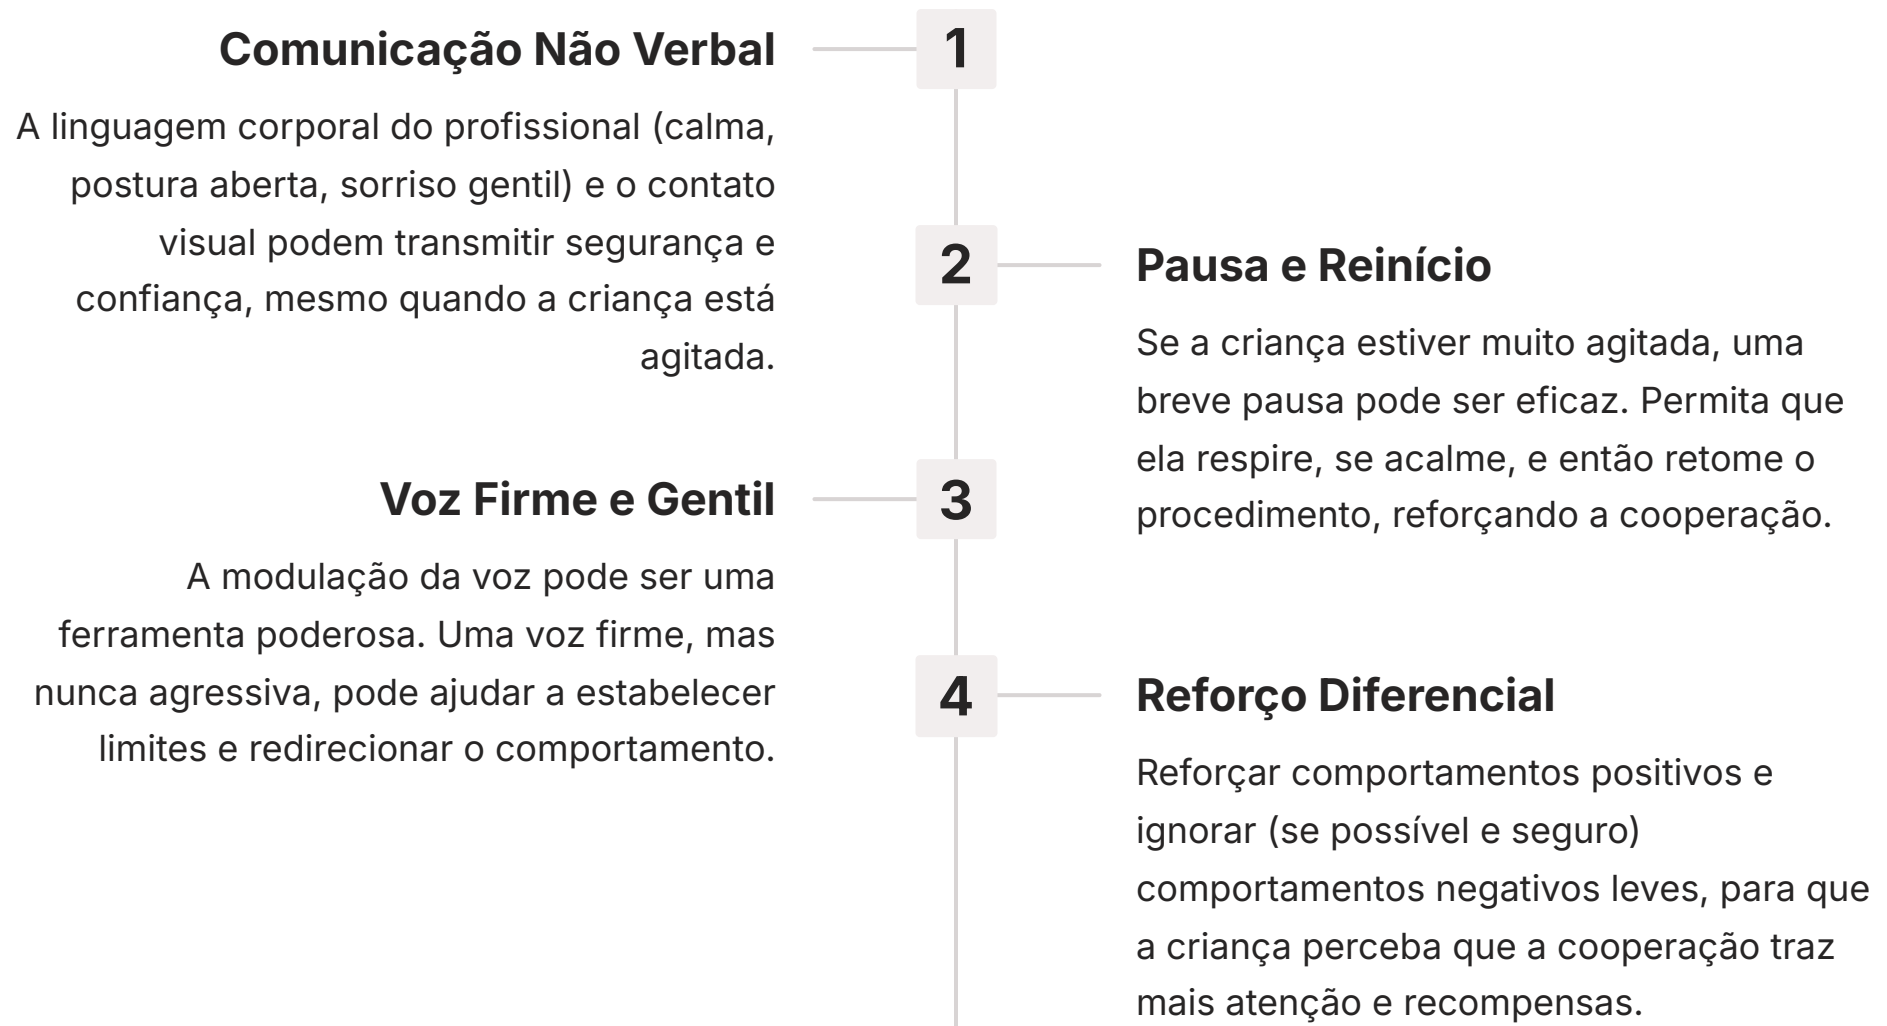 Comunicação Não Verbal
1
A linguagem corporal do profissional (calma,
postura aberta, sorriso gentil) e o contato
visual podem transmitir segurança e
confiança, mesmo quando a criança está
agitada.
2
Pausa e Reinício
Se a criança estiver muito agitada, uma
breve pausa pode ser eficaz. Permita que
ela respire, se acalme, e então retome o
procedimento, reforçando a cooperação.
Voz Firme e Gentil
3
A modulação da voz pode ser uma
ferramenta poderosa. Uma voz firme, mas
nunca agressiva, pode ajudar a estabelecer
limites e redirecionar o comportamento.
4
Reforço Diferencial
Reforçar comportamentos positivos e
ignorar (se possível e seguro)
comportamentos negativos leves, para que
a criança perceba que a cooperação traz
mais atenção e recompensas.